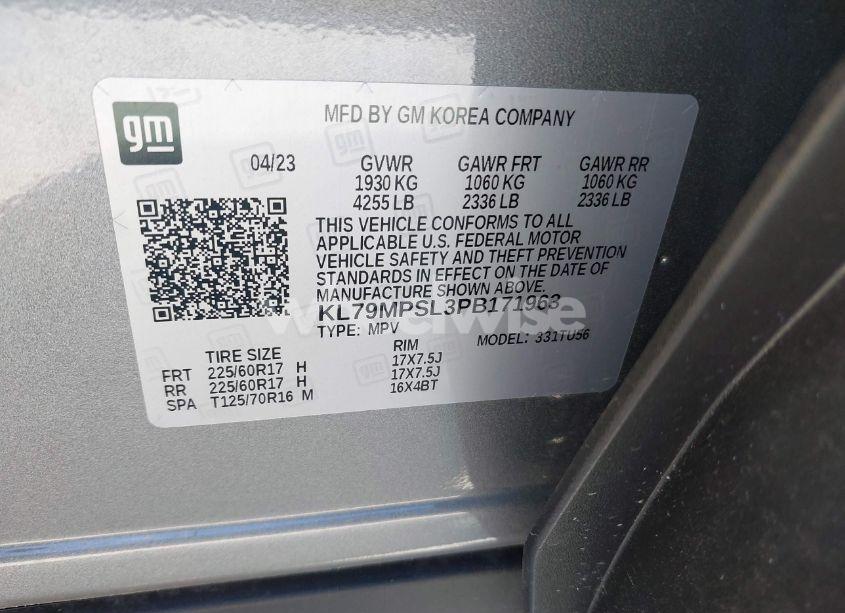 gm
MFD BY GM KOREA COMPANY
04/23 GVWR GAWR FRT GAWR RR
1930 KG 1060 KG 1060 KG
4255 LB 2336 LB 2336 LB
THIS VEHICLE CONFORMS TO ALL
APPLICABLE U.S. FEDERAL MOTOR
VEHICLE SAFETY AND THEFT PREVENTION
STANDARDS IN EFFECT ON THE DATE OF
MANUFACTURE SHOWN ABOVE.
KL79MPSL3PB171963
TYPE: MPV MODEL: 331TU56
TIRE SIZE RIM
FRT 225/60R17 H 17X7.5J
RR 225/60R17 H 17X7.5J
SPA T125/70R16 M 16X4BT